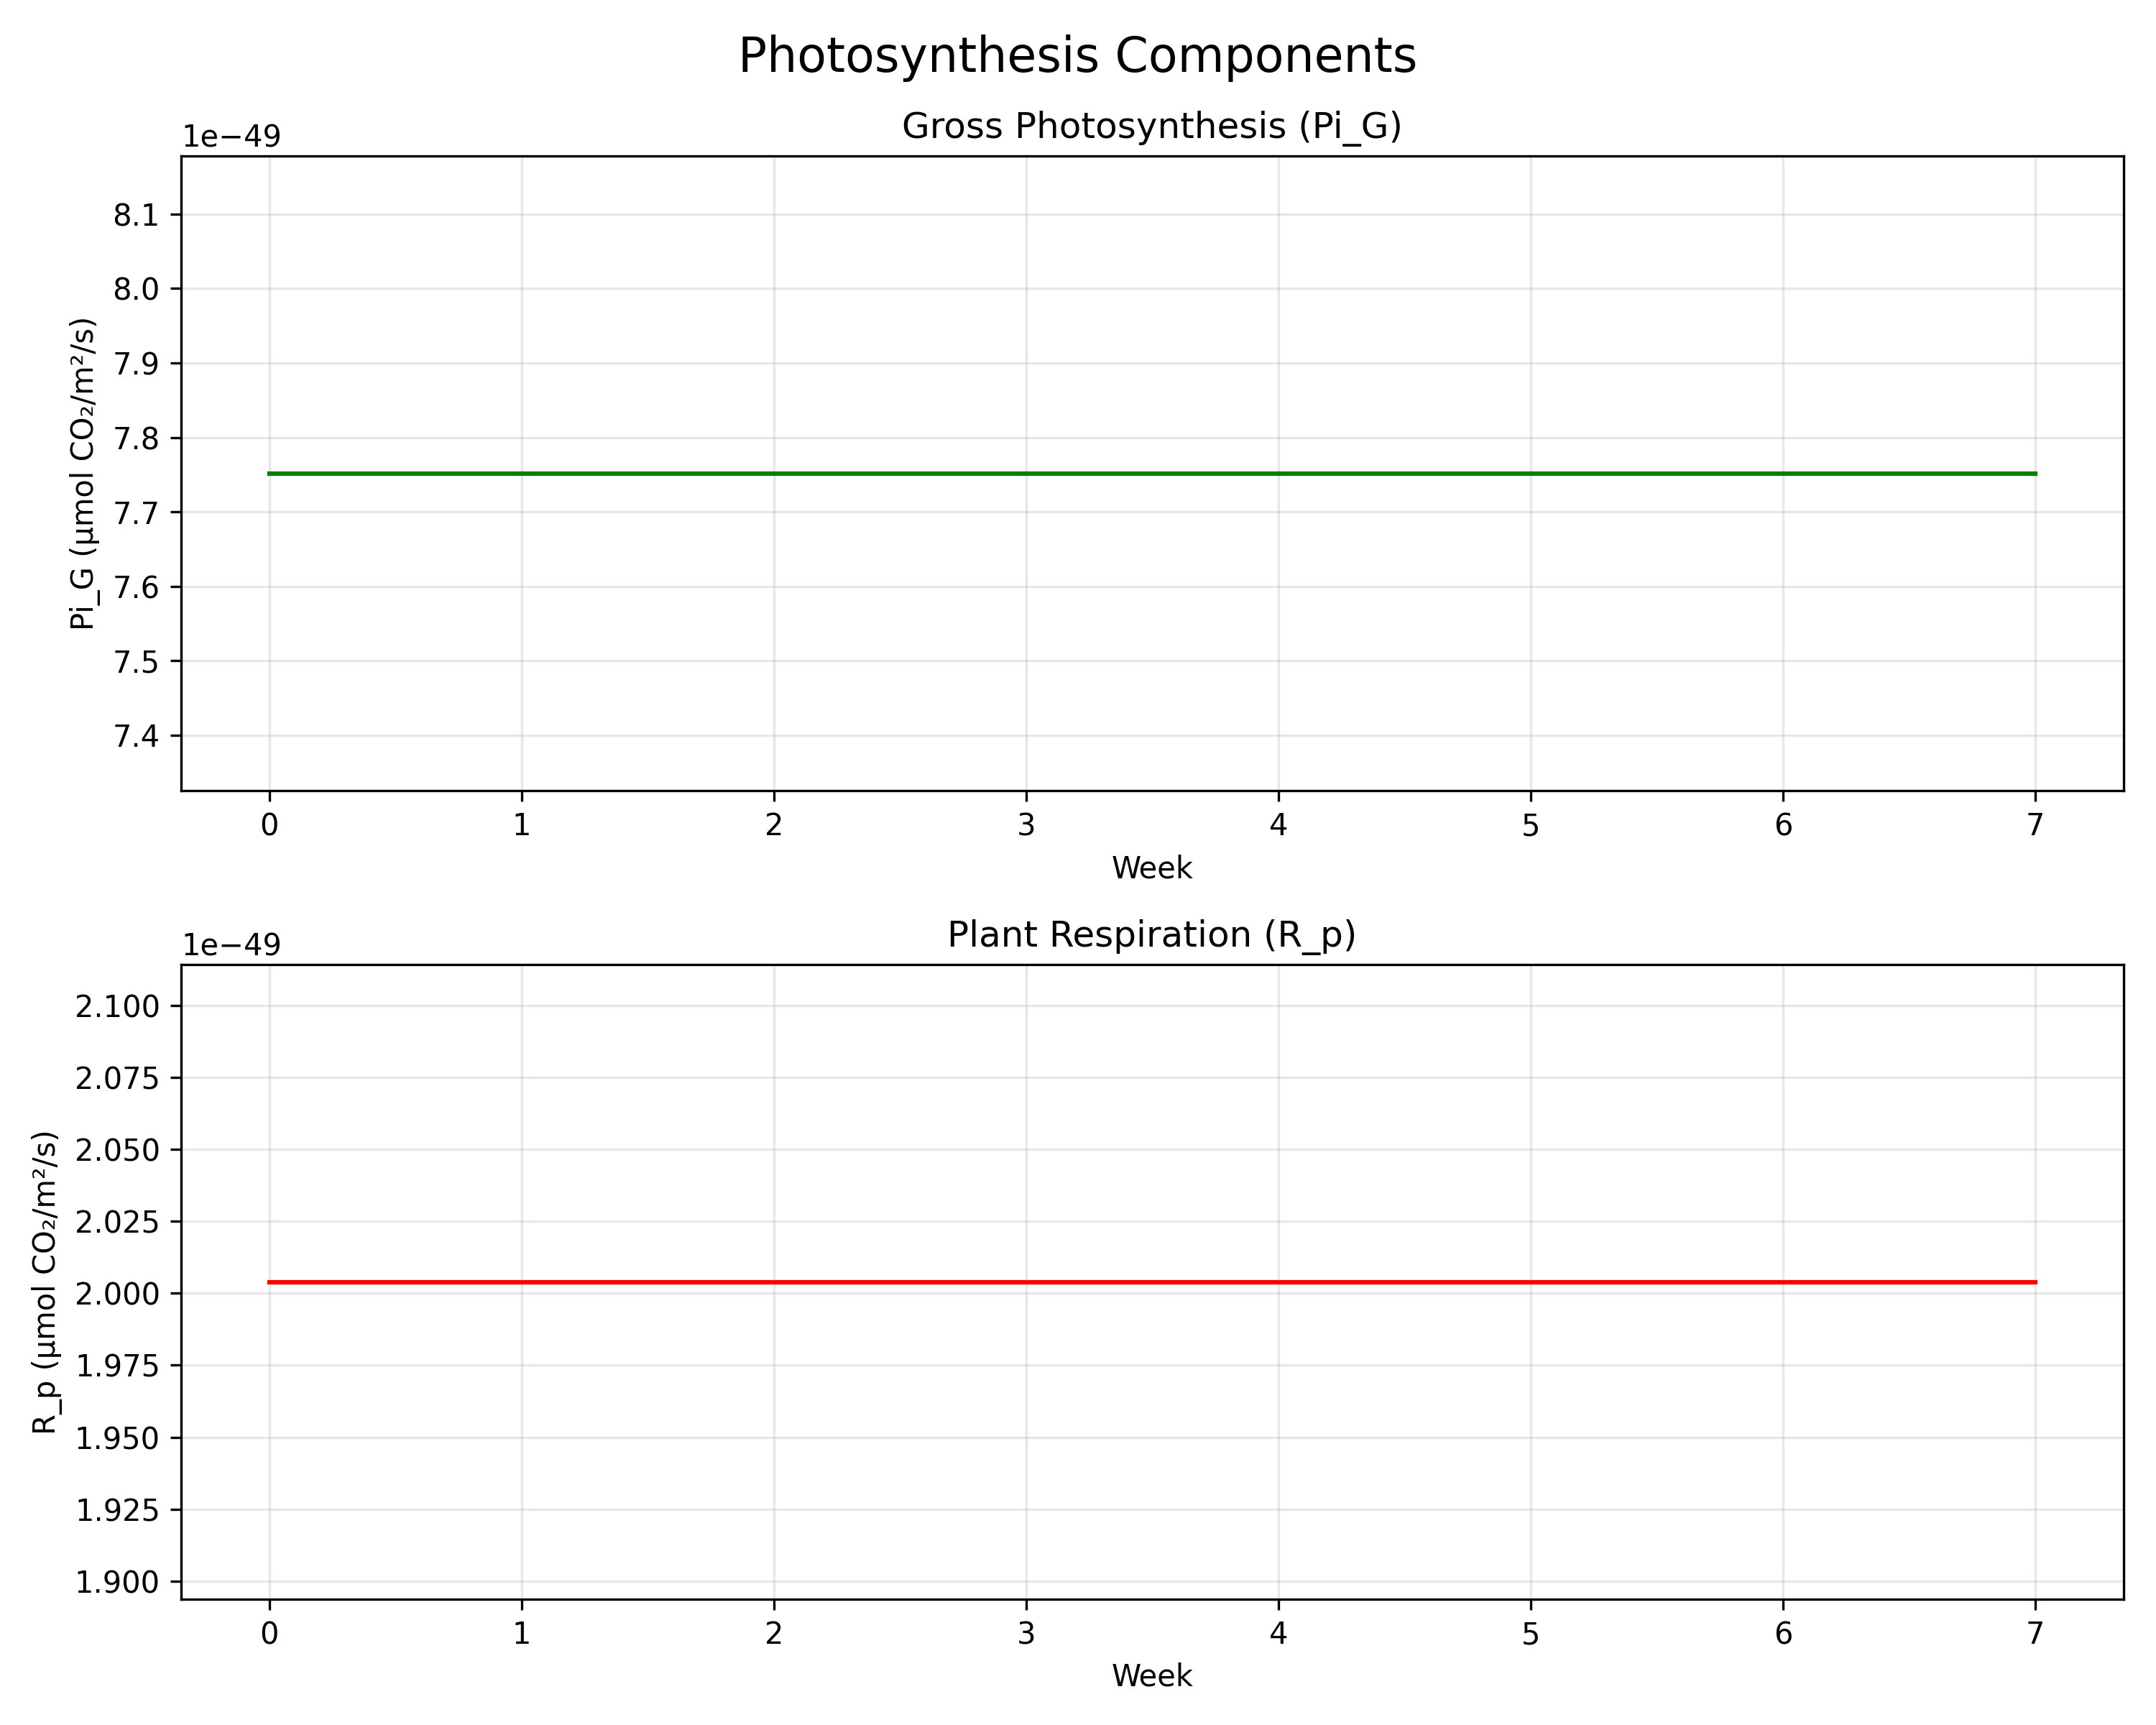 Photosynthesis Components
Gross Photosynthesis (Pi_G)
1e−49
8.1
8.0
7.9
7.8
7.7
7.6
7.5
7.4
Pi_G (µmol CO₂/m²/s)
0 1 2 3 4 5 6 7
Week
Plant Respiration (R_p)
1e−49
2.100
2.075
2.050
2.025
2.000
1.975
1.950
1.925
1.900
R_p (µmol CO₂/m²/s)
0 1 2 3 4 5 6 7
Week